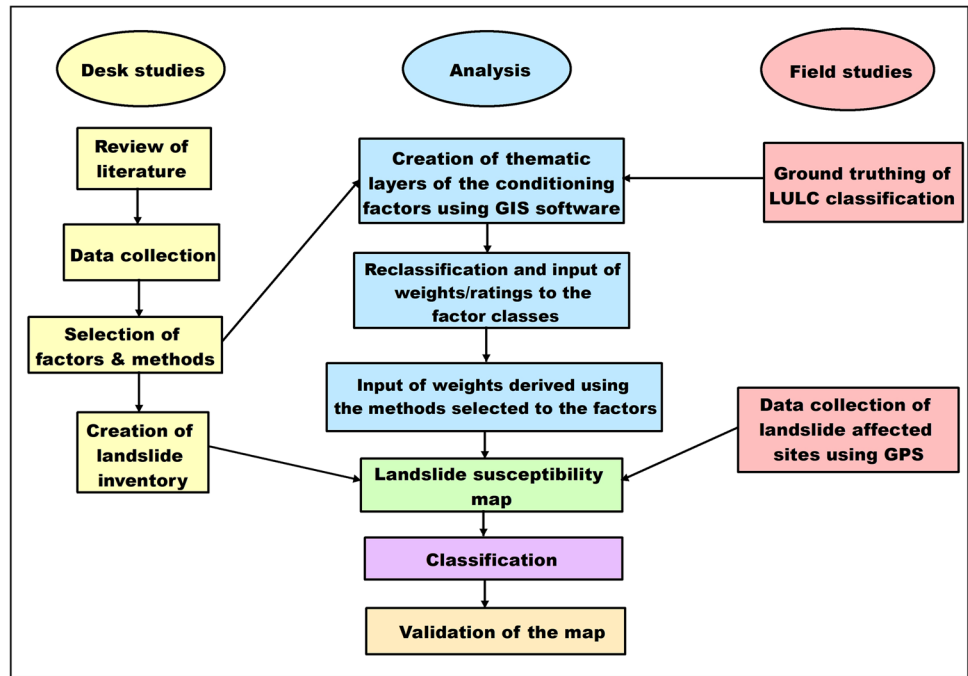 Desk studies
Analysis
Field studies
Review of
literature
Data collection
Selection of
factors & methods
Creation of
landslide
inventory
Creation of thematic
layers of the conditioning
factors using GIS software
Reclassification and input of
weights/ratings to the
factor classes
Input of weights derived using
the methods selected to the factors
Landslide susceptibility
map
Classification
Validation of the map
Ground truthing of
LULC classification
Data collection of
landslide affected
sites using GPS